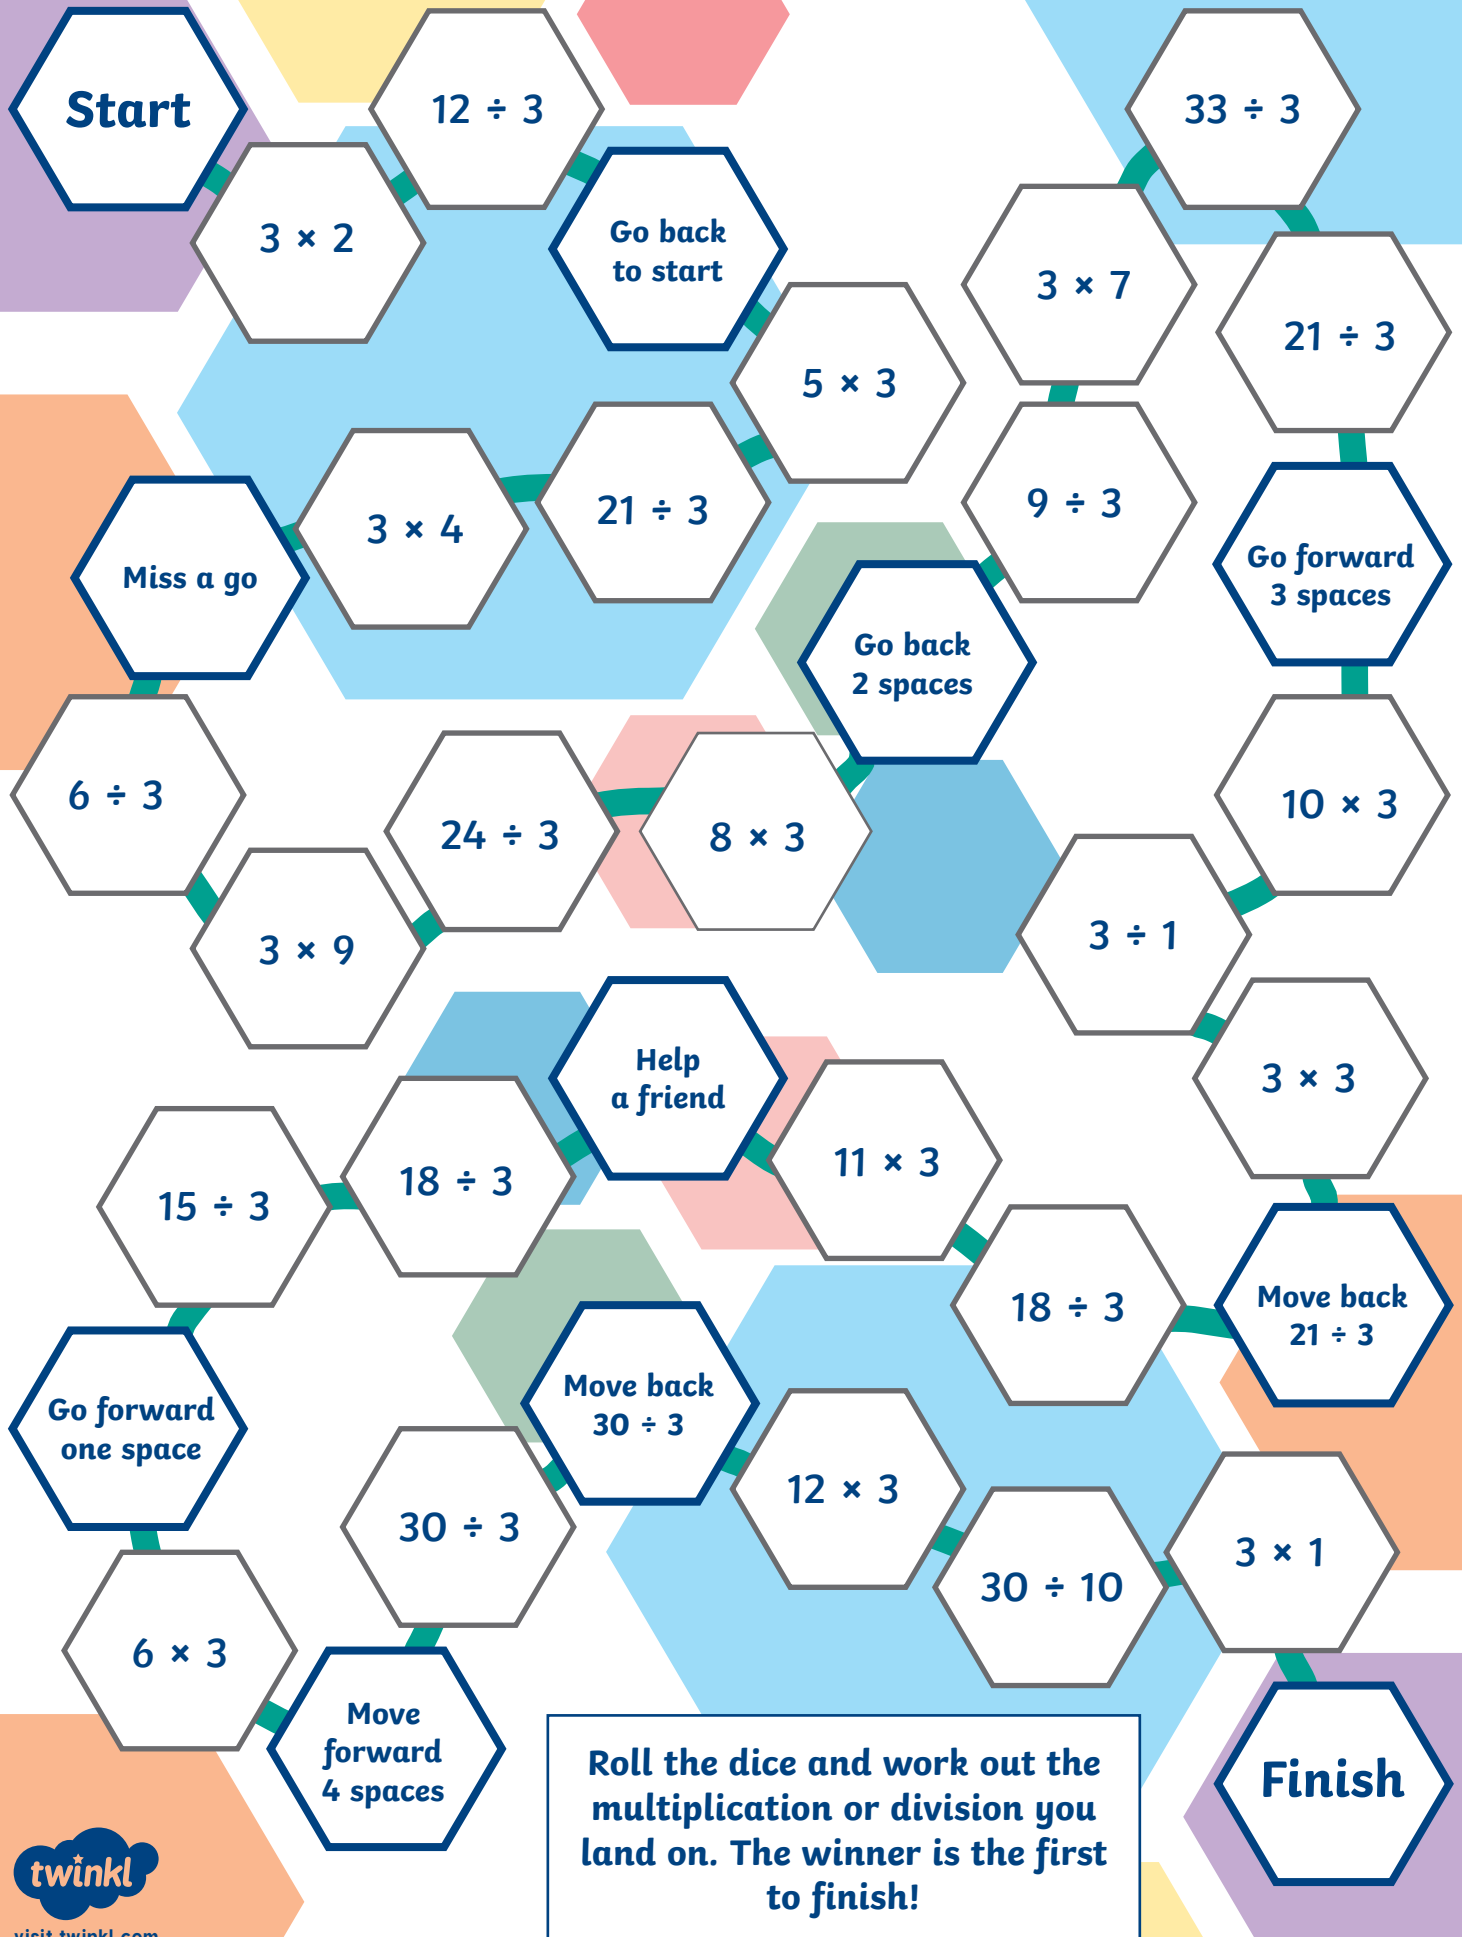 Start
3 × 2
12 ÷ 3
Go back
to start
5 × 3
21 ÷ 3
3 × 4
Miss a go
6 ÷ 3
3 × 9
24 ÷ 3
8 × 3
Go back
2 spaces
9 ÷ 3
3 × 7
33 ÷ 3
21 ÷ 3
Go forward
3 spaces
10 × 3
3 ÷ 1
3 × 3
Move back
21 ÷ 3
18 ÷ 3
11 × 3
Help
a friend
18 ÷ 3
15 ÷ 3
Go forward
one space
6 × 3
Move
forward
4 spaces
30 ÷ 3
Move back
30 ÷ 3
12 × 3
30 ÷ 10
3 × 1
Finish
Roll the dice and work out the
multiplication or division you
land on. The winner is the first
to finish!
twinkl
visit twinkl.com